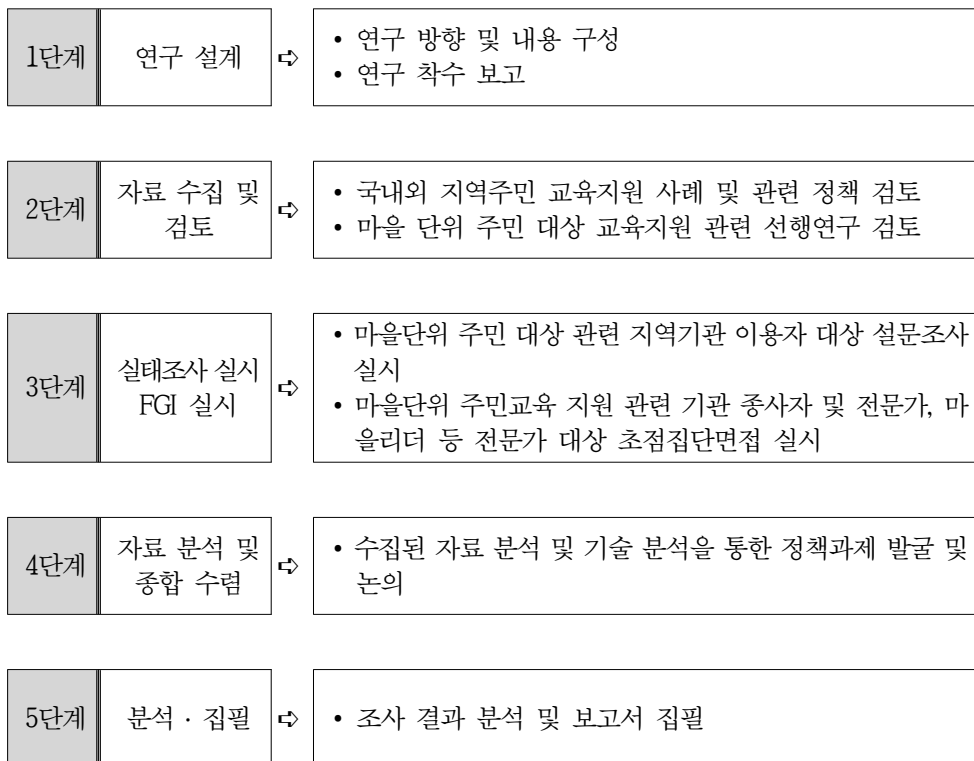 1단계
연구 설계
➪
• 연구 방향 및 내용 구성
• 연구 착수 보고
2단계
자료 수집 및
검토
➪
• 국내외 지역주민 교육지원 사례 및 관련 정책 검토
• 마을 단위 주민 대상 교육지원 관련 선행연구 검토
3단계
실태조사 실시
FGI 실시
➪
• 마을단위 주민 대상 관련 지역기관 이용자 대상 설문조사
실시
• 마을단위 주민교육 지원 관련 기관 종사자 및 전문가, 마
을리더 등 전문가 대상 초점집단면접 실시
4단계
자료 분석 및
종합 수렴
➪
• 수집된 자료 분석 및 기술 분석을 통한 정책과제 발굴 및
논의
5단계
분석 · 집필
➪
• 조사 결과 분석 및 보고서 집필